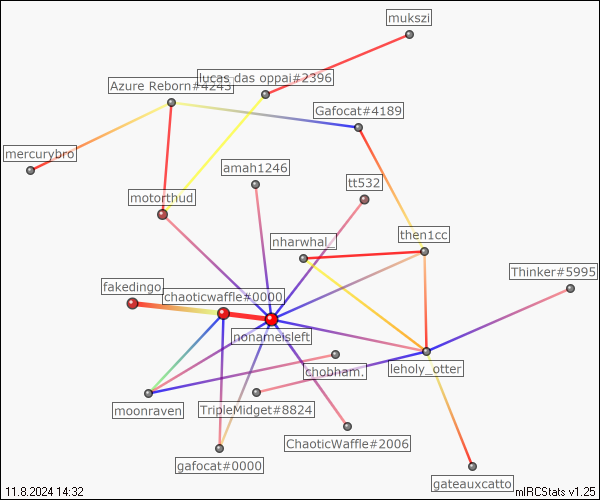 mukszi
lucas das oppai#2396
Azure Reborn#4243
Gafocat#4189
mercurybro
amah1246
tt532
motorthud
nharwhal_
then1cc
Thinker#5995
fakedingo
chaoticwaffle#0000
nonameisleft
chobham.
leholy_otter
moonraven
TripleMidget#8824
ChaoticWaffle#2006
gafocat#0000
gateauxcatto
11.8.2024 14:32
mIRCStats v1.25